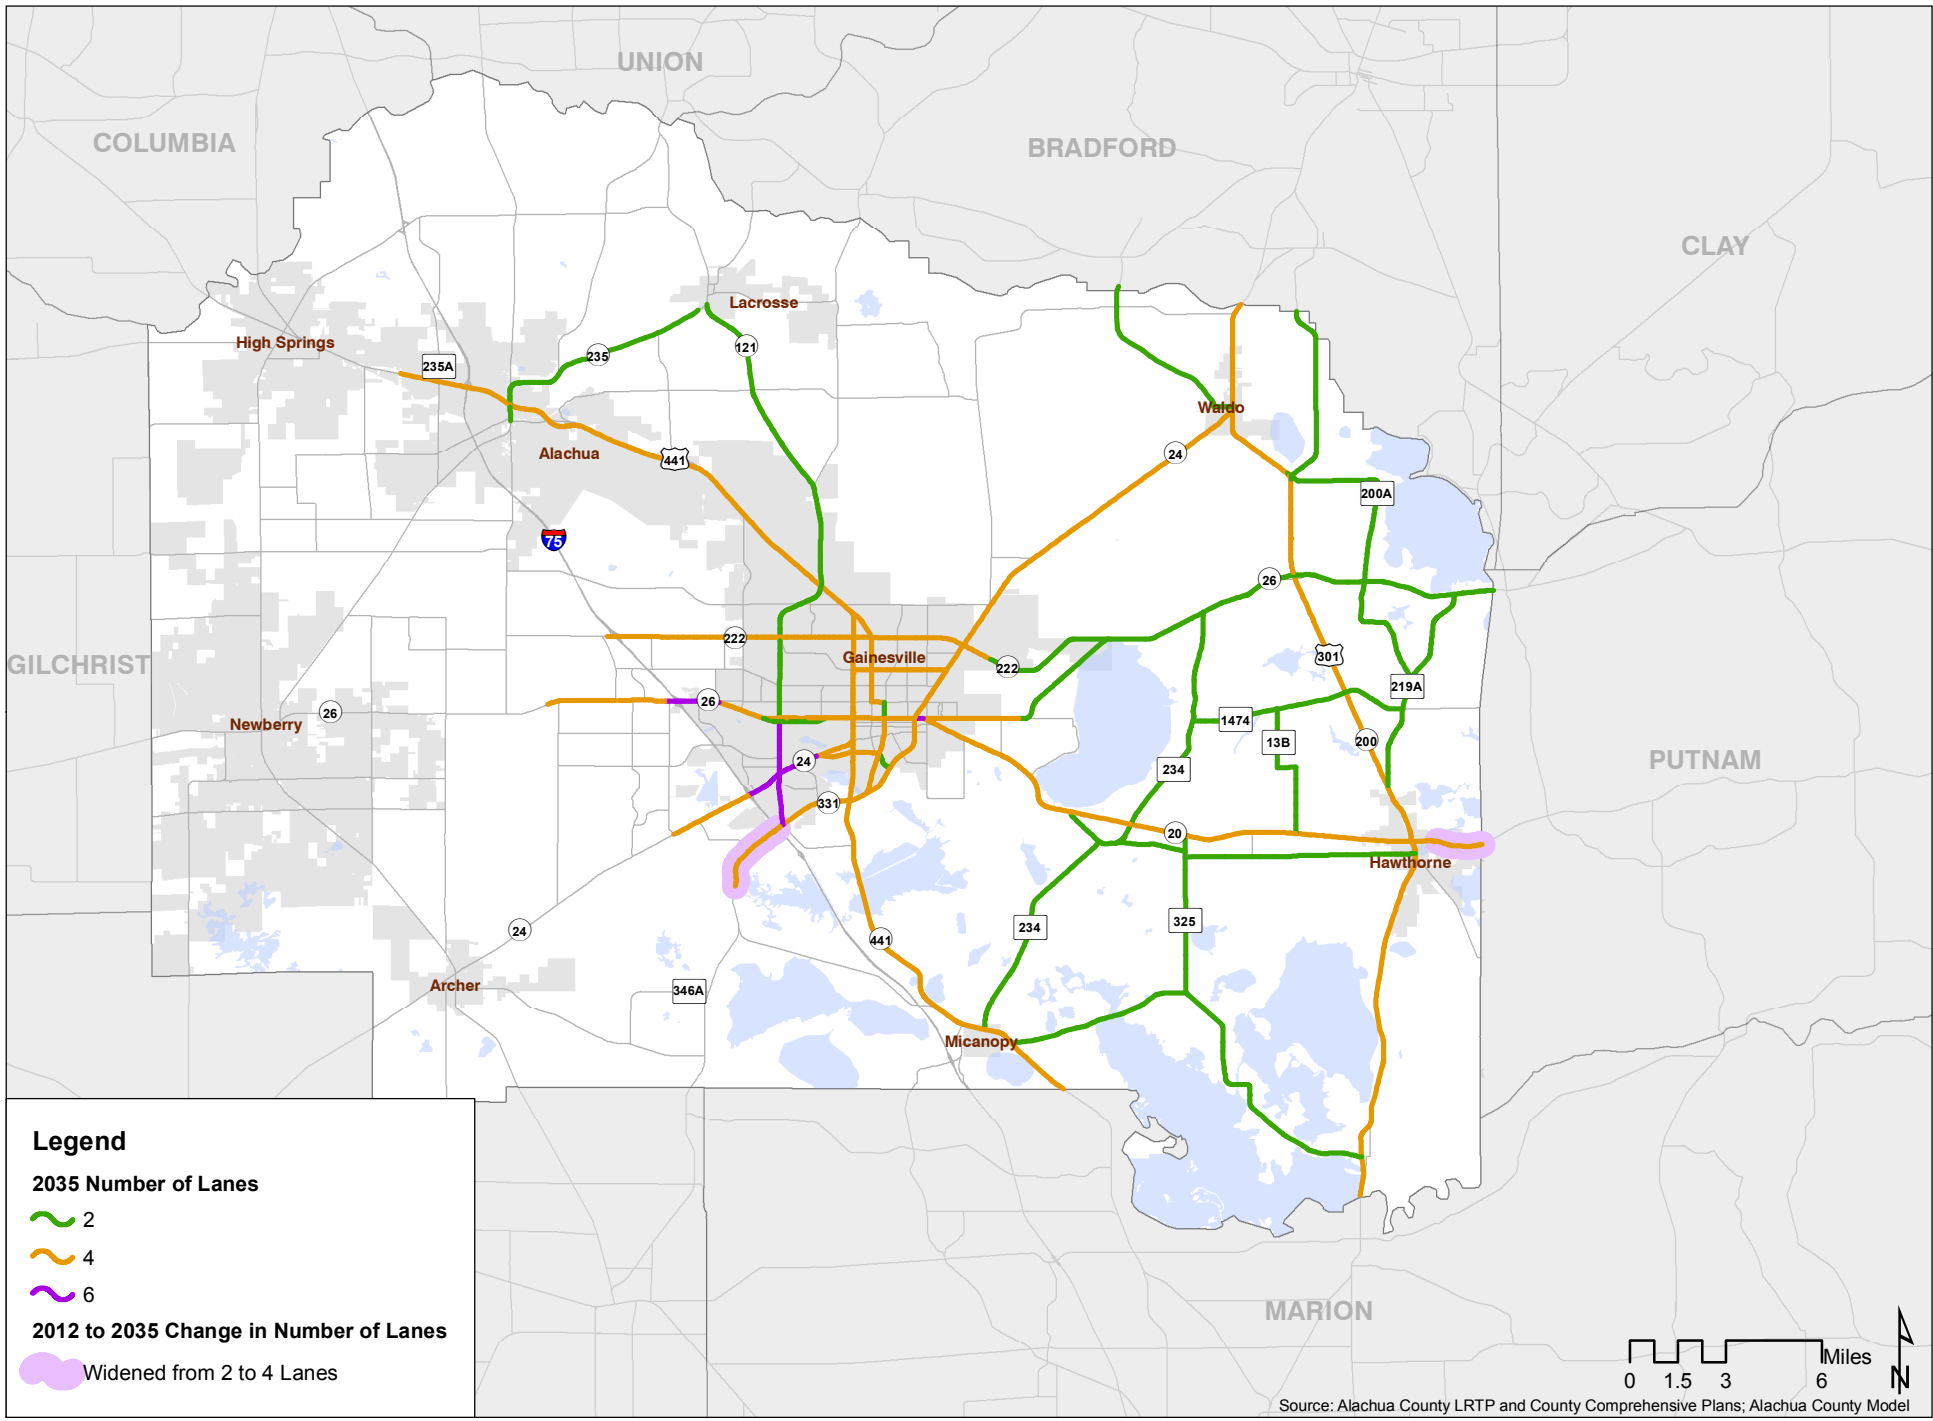 UNION
COLUMBIA
BRADFORD
CLAY
Lacrosse
High Springs
235A
235
121
Waldo
Alachua
441
24
200A
75
26
222
Gainesville
222
301
GILCHRIST
219A
26
26
Newberry
1474
13B
200
24
234
PUTNAM
331
20
Hawthorne
24
441
234
325
Archer
346A
Micanopy
Legend
2035 Number of Lanes
2
4
6
2012 to 2035 Change in Number of Lanes
Widened from 2 to 4 Lanes
MARION
Miles
0 1.5 3 6
N
Source: Alachua County LRTP and County Comprehensive Plans; Alachua County Model